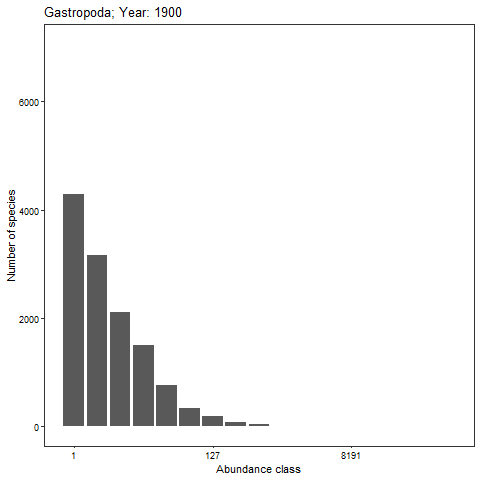 Gastropoda; Year: 1900
Number of species
6000
4000
2000
0
1
127
8191
Abundance class